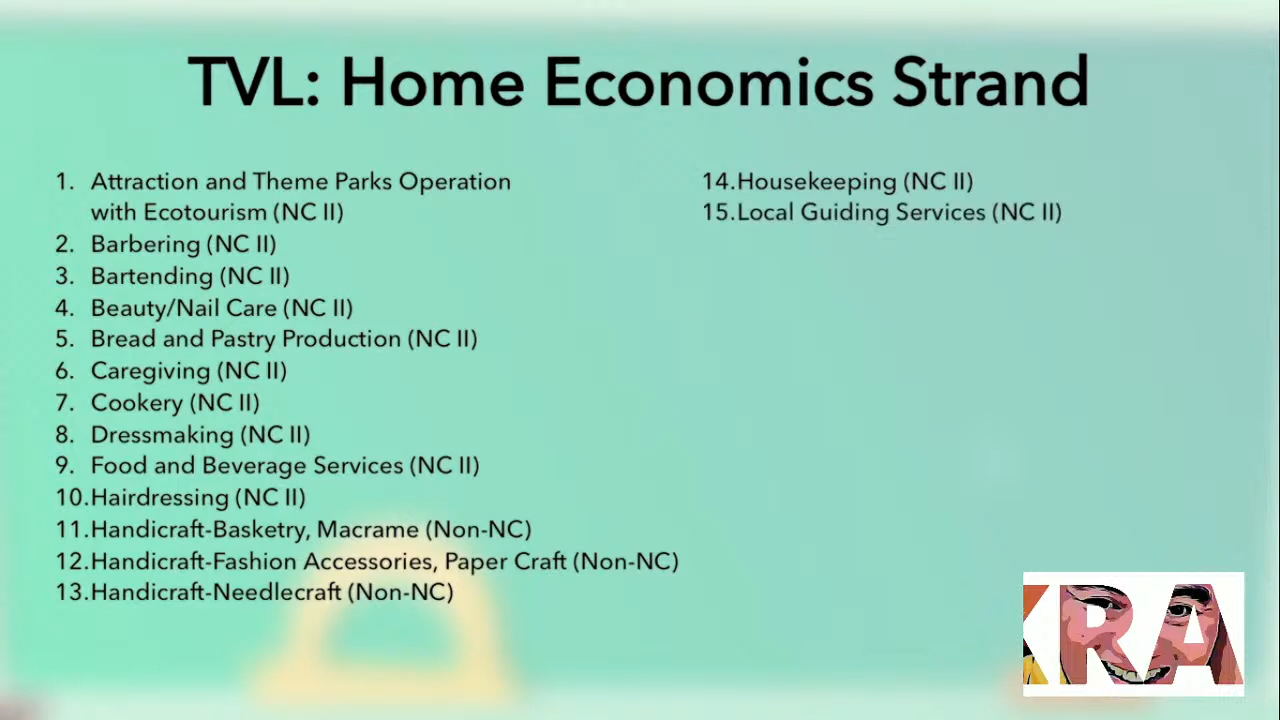 TVL: Home Economics Strand
1. Attraction and Theme Parks Operation
with Ecotourism (NC II)
2. Barbering (NC II)
3. Bartending (NC II)
4. Beauty/Nail Care (NC II)
5. Bread and Pastry Production (NC II)
6. Caregiving (NC II)
7. Cookery (NC II)
8. Dressmaking (NC II)
9. Food and Beverage Services (NC II)
10.Hairdressing (NC II)
11.Handicraft-Basketry, Macrame (Non-NC)
12.Handicraft-Fashion Accessories, Paper Craft (Non-NC)
13.Handicraft-Needlecraft (Non-NC)
14.Housekeeping (NC II)
15.Local Guiding Services (NC II)
KRA